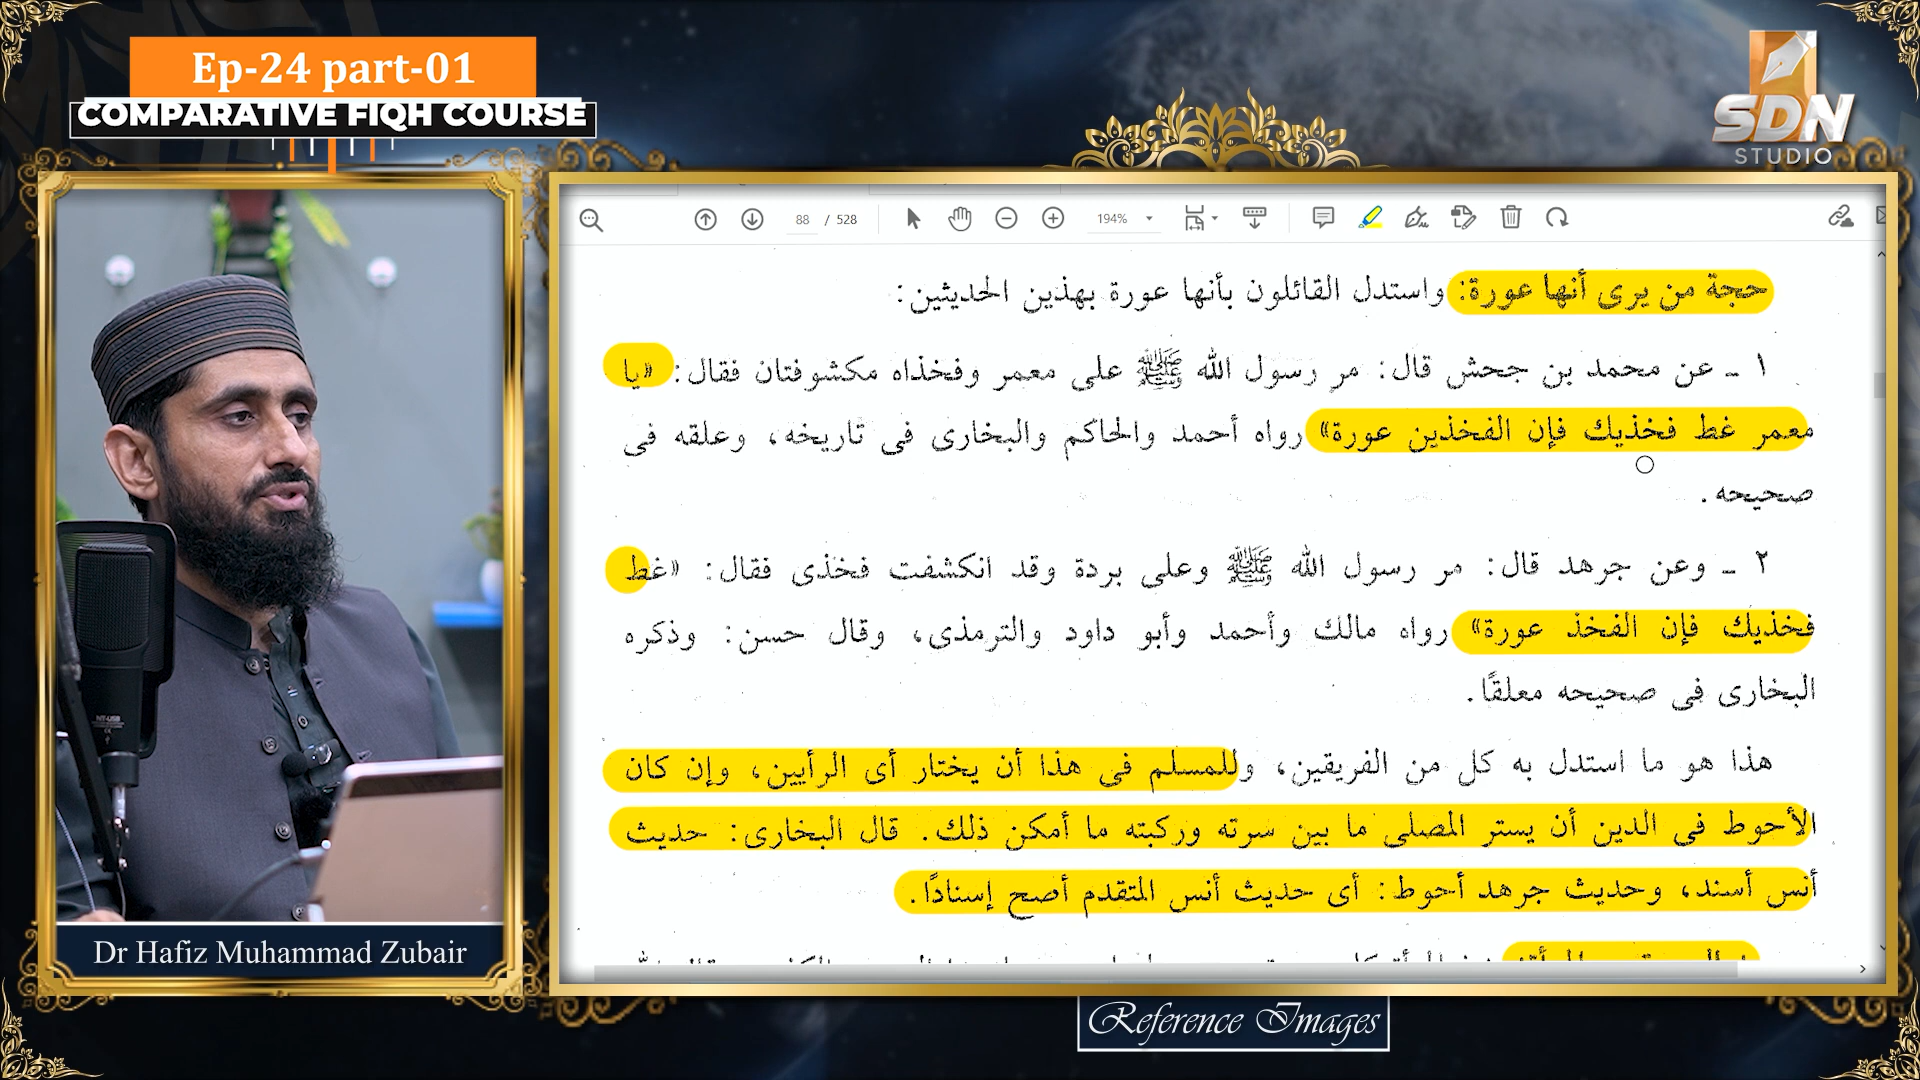 Ep-24 part-01
COMPARATIVE FIQH COURSE
SDN
STUDIO
88 / 528
194%
حجة من يرى أنها عورة: واستدل القائلون بأنها عورة بهذين الحديثين:
١ ـ عن محمد بن جحش قال: مر رسول الله ﷺ على معمر وفخذاه مكشوفتان فقال: «يا
معمر غط فخذيك فإن الفخذين عورة» رواه أحمد والحاكم والبخارى فى تاريخه، وعلقه فى
صحيحه.
٢ ـ وعن جرهد قال: مر رسول الله ﷺ وعلى بردة وقد انكشفت فخذى فقال: «غط
فخذيك فإن الفخذ عورة» رواه مالك وأحمد وأبو داود والترمذى، وقال حسن: وذكره
البخارى فى صحيحه معلقًا.
هذا هو ما استدل به كل من الفريقين، وللمسلم فى هذا أن يختار أى الرأيين، وإن كان
الأحوط فى الدين أن يستر المصلى ما بين سرته وركبته ما أمكن ذلك. قال البخارى: حديث
أنس أسند، وحديث جرهد أحوط: أى حديث أنس المتقدم أصح إسنادًا.
NT-USB
Dr Hafiz Muhammad Zubair
Reference Images